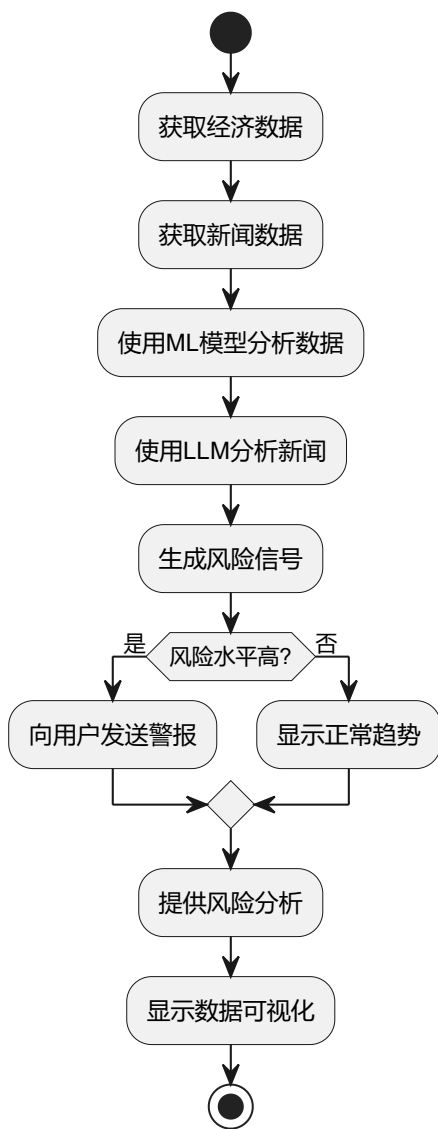 获取经济数据
获取新闻数据
使用ML模型分析数据
使用LLM分析新闻
生成风险信号
是
风险水平高?
否
向用户发送警报
显示正常趋势
提供风险分析
显示数据可视化